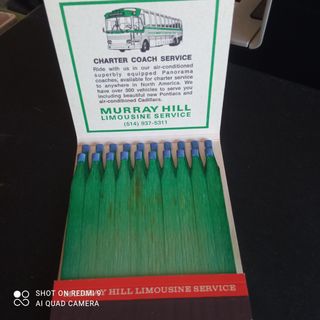 CHARTER COACH SERVICE
Ride with us in our air-conditioned
superbly equipped Panorama
coaches, available for charter service
to anywhere in North America. We
have over 300 vehicles to serve you
including beautiful new Pontiacs and
air-conditioned Cadillacs.
MURRAY HILL
LIMOUSINE SERVICE
(514) 937-5311
MURRAY HILL LIMOUSINE SERVICE
SHOT ON REDMI 9
AI QUAD CAMERA